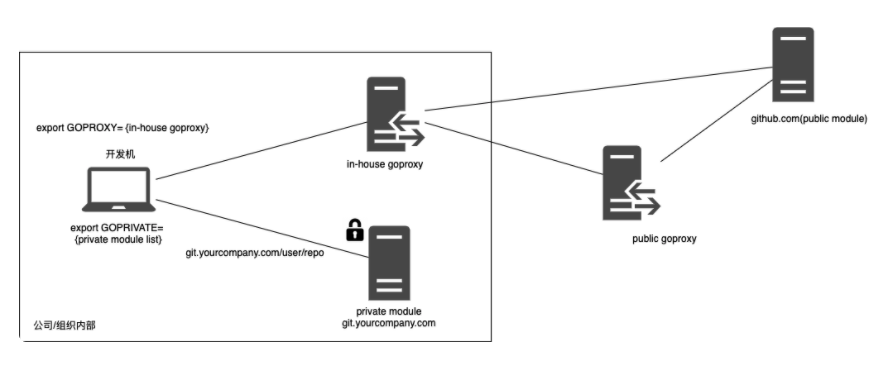 github.com(public module)
export GOPROXY= {in-house goproxy}
开发机
in-house goproxy
export GOPRIVATE=
{private module list}
public goproxy
git.yourcompany.com/user/repo
private module
git.yourcompany.com
公司/组织内部